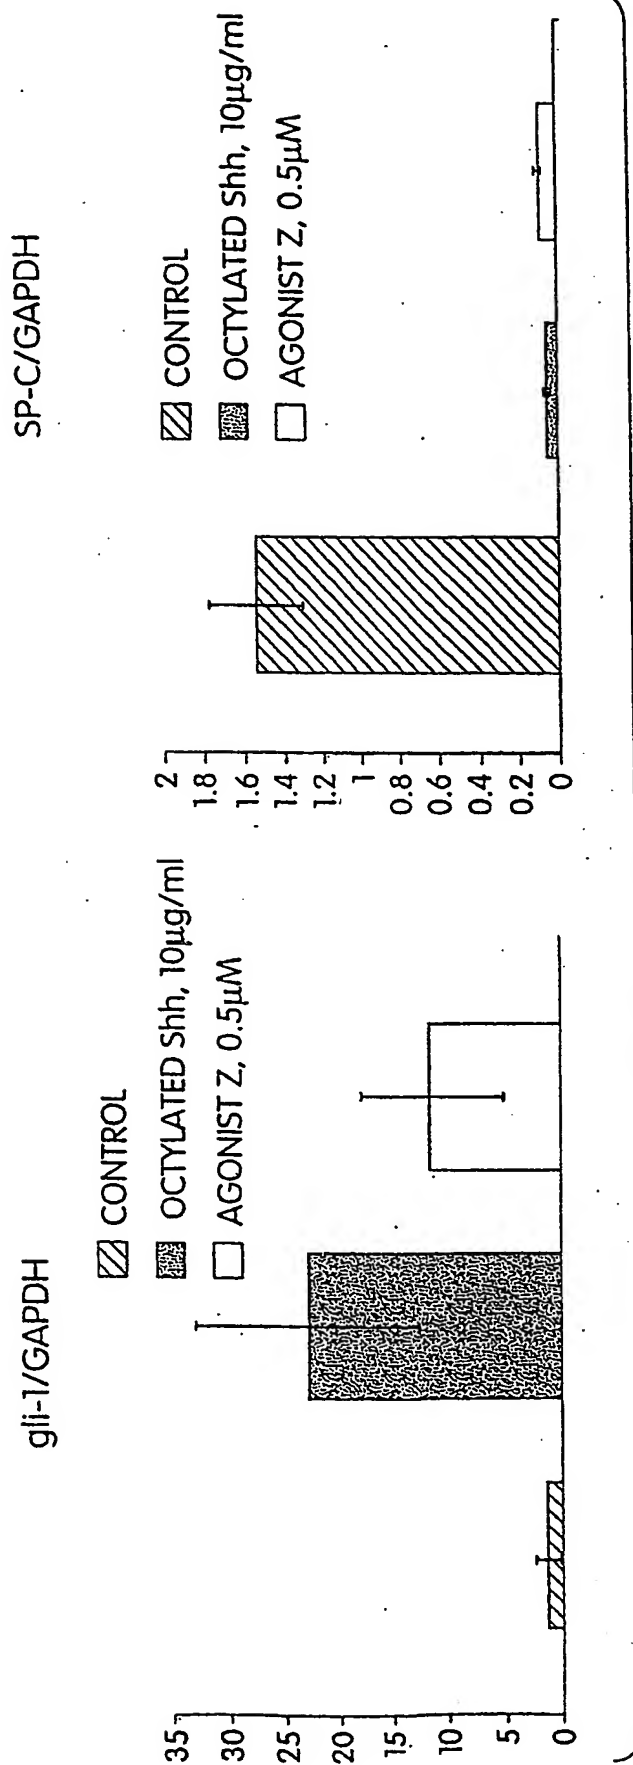 gli-1/GAPDH
CONTROL
OCTYLATED Shh, 10µg/ml
AGONIST Z, 0.5µM
35
30
25
20
15
10
5
0
SP-C/GAPDH
CONTROL
OCTYLATED Shh, 10µg/ml
AGONIST Z, 0.5µM
2
1.8
1.6
1.4
1.2
1
0.8
0.6
0.4
0.2
0